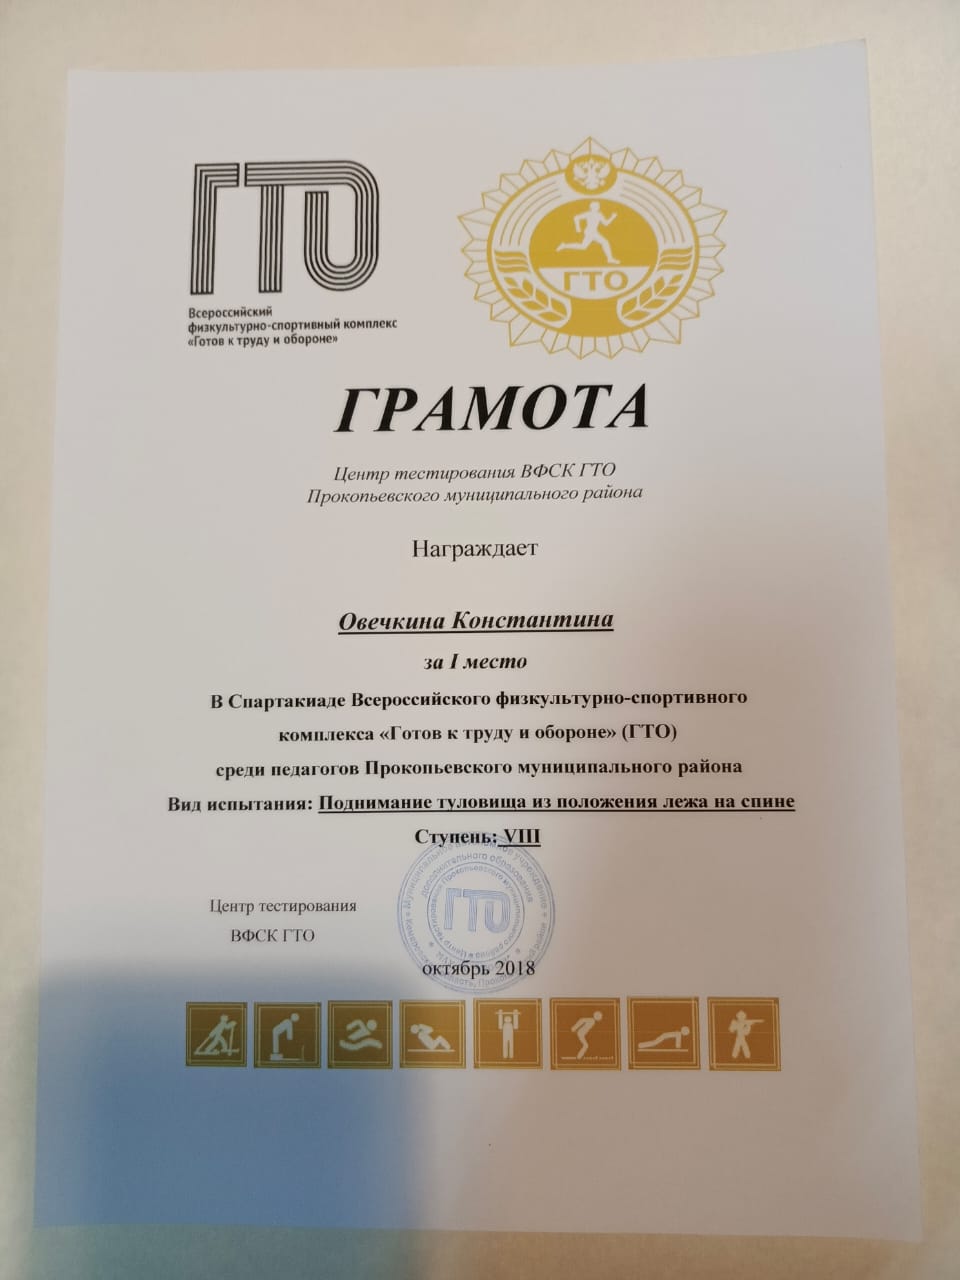 ГТО
Всероссийский
физкультурно-спортивный комплекс
«Готов к труду и обороне»
ГТО
ГРАМОТА
Центр тестирования ВФСК ГТО
Прокопьевского муниципального района
Награждает
Овечкина Константина
за I место
В Спартакиаде Всероссийского физкультурно-спортивного
комплекса «Готов к труду и обороне» (ГТО)
среди педагогов Прокопьевского муниципального района
Вид испытания: Поднимание туловища из положения лежа на спине
Ступень: VIII
Центр тестирования
ВФСК ГТО
ГТО
октябрь 2018